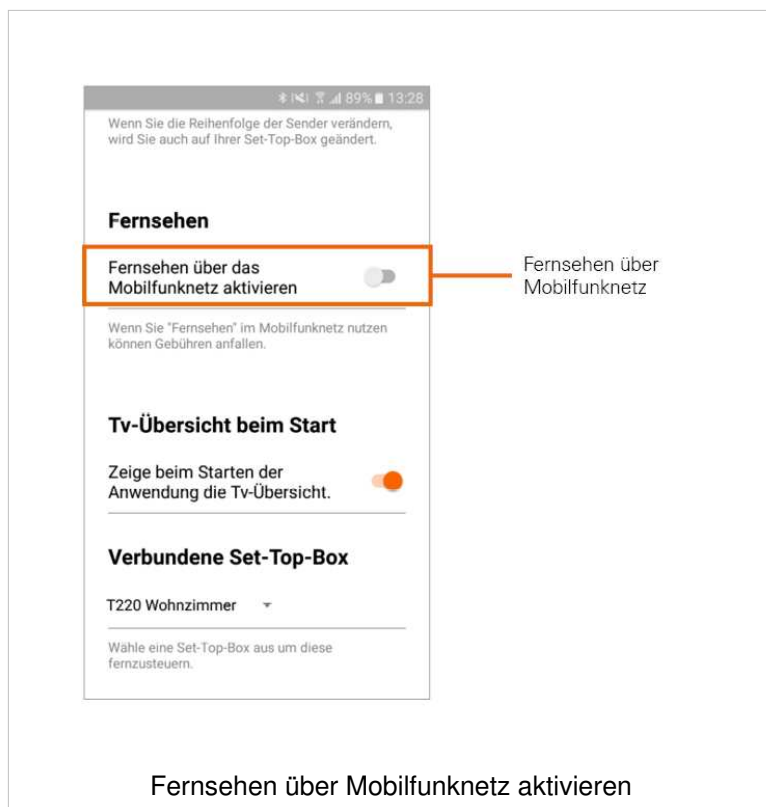 89% 13:28
Wenn Sie die Reihenfolge der Sender verändern,
wird Sie auch auf Ihrer Set-Top-Box geändert.
Fernsehen
Fernsehen über das
Mobilfunknetz aktivieren
Fernsehen über
Mobilfunknetz
Wenn Sie "Fernsehen" im Mobilfunknetz nutzen
können Gebühren anfallen.
Tv-Übersicht beim Start
Zeige beim Starten der
Anwendung die Tv-Übersicht.
Verbundene Set-Top-Box
T220 Wohnzimmer
Wähle eine Set-Top-Box aus um diese
fernzusteuern.
Fernsehen über Mobilfunknetz aktivieren